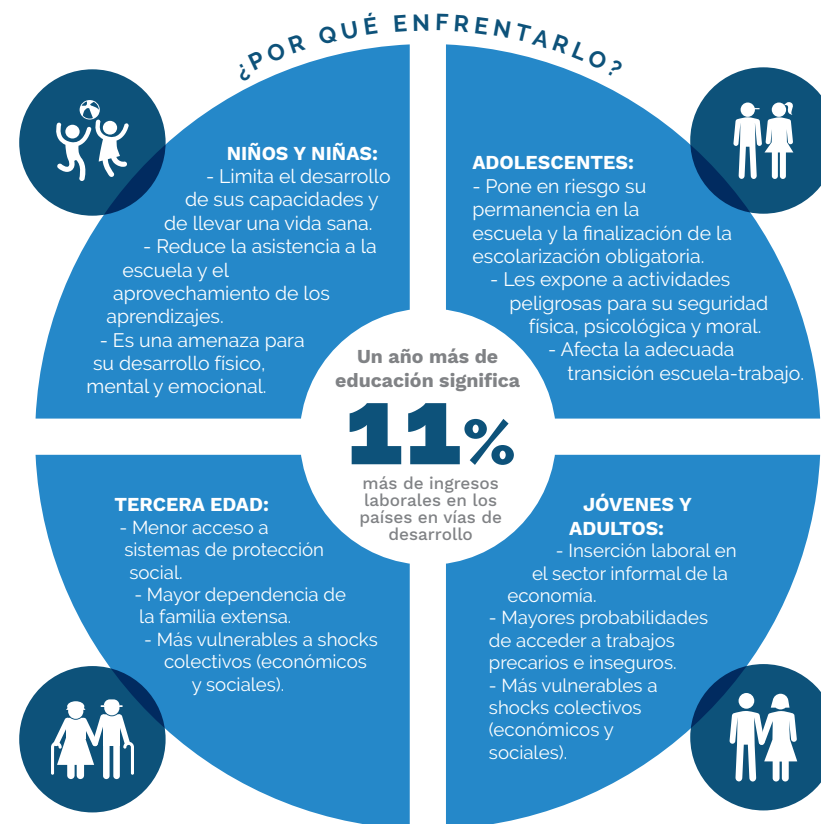 ¿POR QUÉ ENFRENTARLO?
NIÑOS Y NIÑAS:
- Limita el desarrollo
de sus capacidades y
de llevar una vida sana.
- Reduce la asistencia a la
escuela y el
aprovechamiento de los
aprendizajes.
- Es una amenaza para
su desarrollo físico,
mental y emocional.
ADOLESCENTES:
- Pone en riesgo su
permanencia en la
escuela y la finalización de la
escolarización obligatoria.
- Les expone a actividades
peligrosas para su seguridad
física, psicológica y moral.
- Afecta la adecuada
transición escuela-trabajo.
Un año más de
educación significa
11%
más de ingresos
laborales en los
países en vías de
desarrollo
TERCERA EDAD:
- Menor acceso a
sistemas de protección
social.
- Mayor dependencia de
la familia extensa.
- Más vulnerables a shocks
colectivos (económicos
y sociales).
JÓVENES Y
ADULTOS:
- Inserción laboral en
el sector informal de la
economía.
- Mayores probabilidades
de acceder a trabajos
precarios e inseguros.
- Más vulnerables a
shocks colectivos
(económicos y
sociales).